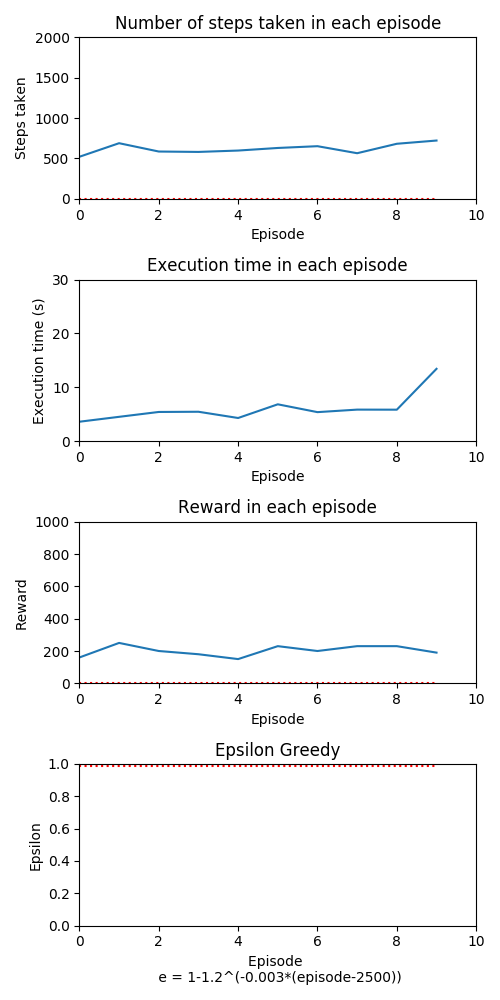 Number of steps taken in each episode
2000
1500
1000
500
0
Steps taken
0 2 4 6 8 10
Episode
Execution time in each episode
30
20
10
0
Execution time (s)
0 2 4 6 8 10
Episode
Reward in each episode
1000
800
600
400
200
0
Reward
0 2 4 6 8 10
Episode
Epsilon Greedy
1.0
0.8
0.6
0.4
0.2
0.0
Epsilon
0 2 4 6 8 10
Episode
e = 1-1.2^(-0.003*(episode-2500))